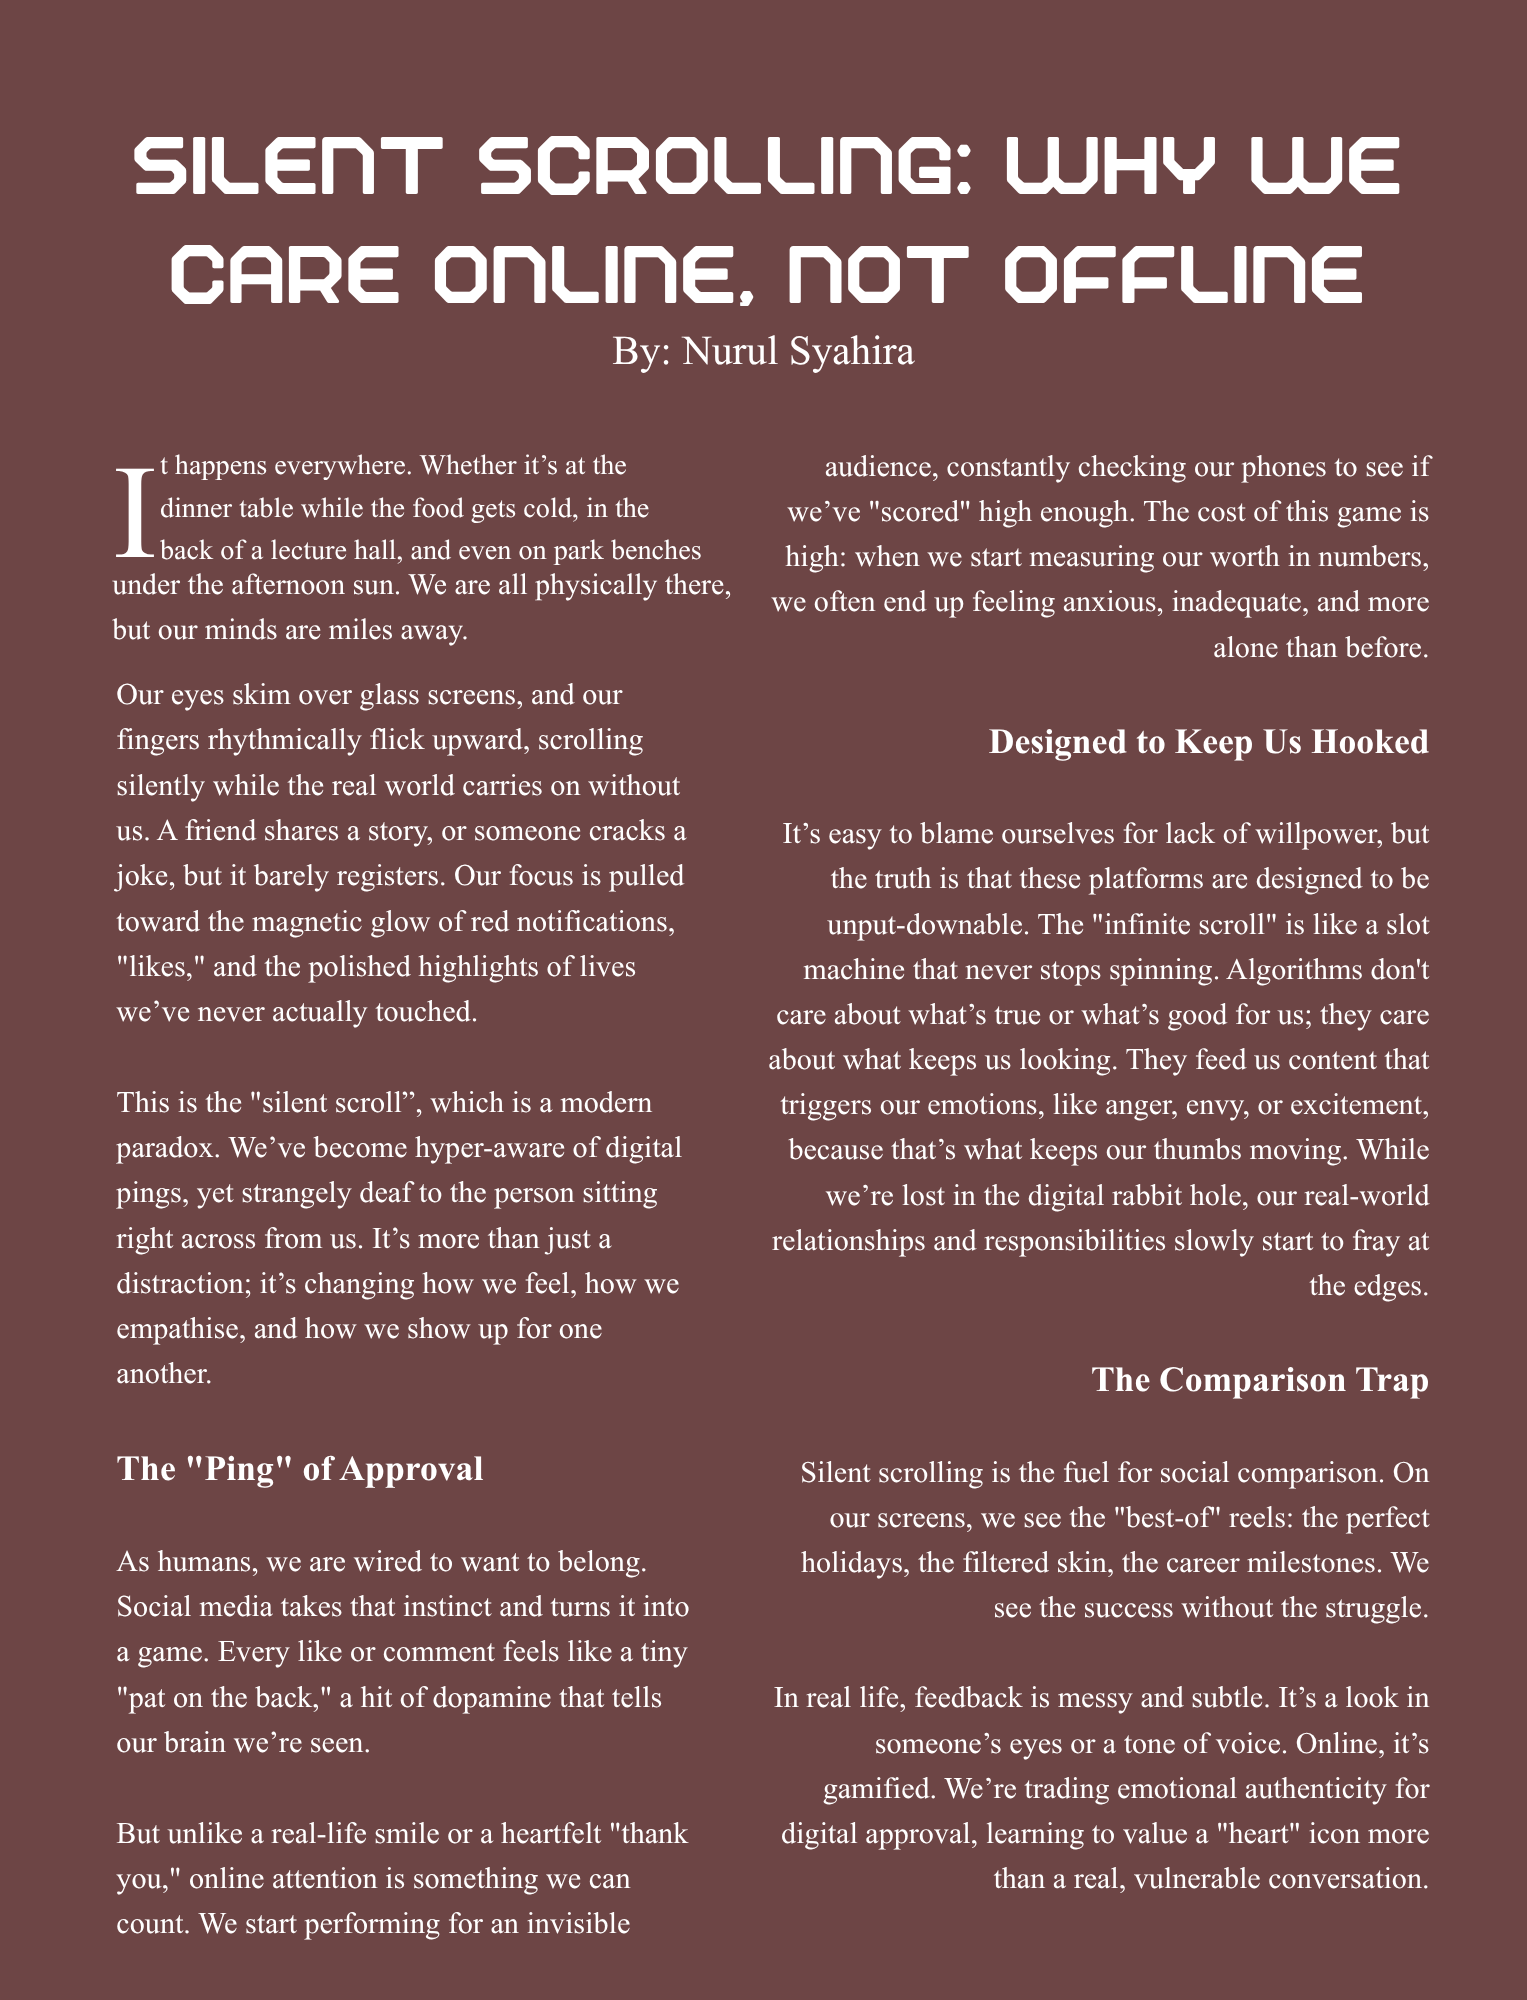 SILENT SCROLLING: WHY WE
CARE ONLINE, NOT OFFLINE
By: Nurul Syahira
It happens everywhere. Whether it’s at the
dinner table while the food gets cold, in the
back of a lecture hall, and even on park benches
under the afternoon sun. We are all physically there,
but our minds are miles away.
Our eyes skim over glass screens, and our
fingers rhythmically flick upward, scrolling
silently while the real world carries on without
us. A friend shares a story, or someone cracks a
joke, but it barely registers. Our focus is pulled
toward the magnetic glow of red notifications,
"likes," and the polished highlights of lives
we’ve never actually touched.
This is the "silent scroll”, which is a modern
paradox. We’ve become hyper-aware of digital
pings, yet strangely deaf to the person sitting
right across from us. It’s more than just a
distraction; it’s changing how we feel, how we
empathise, and how we show up for one
another.
The "Ping" of Approval
As humans, we are wired to want to belong.
Social media takes that instinct and turns it into
a game. Every like or comment feels like a tiny
"pat on the back," a hit of dopamine that tells
our brain we’re seen.
But unlike a real-life smile or a heartfelt "thank
you," online attention is something we can
count. We start performing for an invisible
audience, constantly checking our phones to see if
we’ve "scored" high enough. The cost of this game is
high: when we start measuring our worth in numbers,
we often end up feeling anxious, inadequate, and more
alone than before.
Designed to Keep Us Hooked
It’s easy to blame ourselves for lack of willpower, but
the truth is that these platforms are designed to be
unput-downable. The "infinite scroll" is like a slot
machine that never stops spinning. Algorithms don't
care about what’s true or what’s good for us; they care
about what keeps us looking. They feed us content that
triggers our emotions, like anger, envy, or excitement,
because that’s what keeps our thumbs moving. While
we’re lost in the digital rabbit hole, our real-world
relationships and responsibilities slowly start to fray at
the edges.
The Comparison Trap
Silent scrolling is the fuel for social comparison. On
our screens, we see the "best-of" reels: the perfect
holidays, the filtered skin, the career milestones. We
see the success without the struggle.
In real life, feedback is messy and subtle. It’s a look in
someone’s eyes or a tone of voice. Online, it’s
gamified. We’re trading emotional authenticity for
digital approval, learning to value a "heart" icon more
than a real, vulnerable conversation.